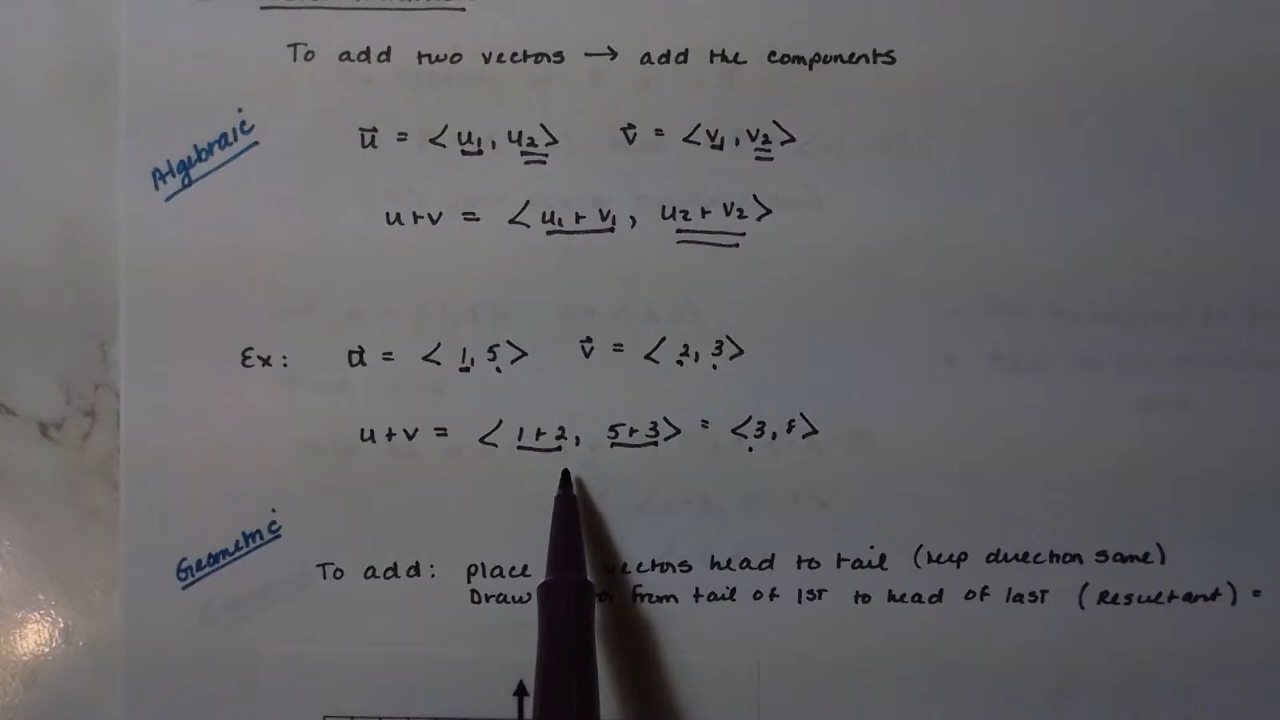 To add two vectors → add the components
Algebraic
u⃗ = <u₁, u₂> v⃗ = <v₁, v₂>
u+v = <u₁+v₁, u₂+v₂>
Ex: u⃗ = <1, 5> v⃗ = <2, 3>
u+v = <1+2, 5+3> = <3, 8>
Geometric
To add: place vectors head to tail (keep direction same)
Draw from tail of 1st to head of last (Resultant) =